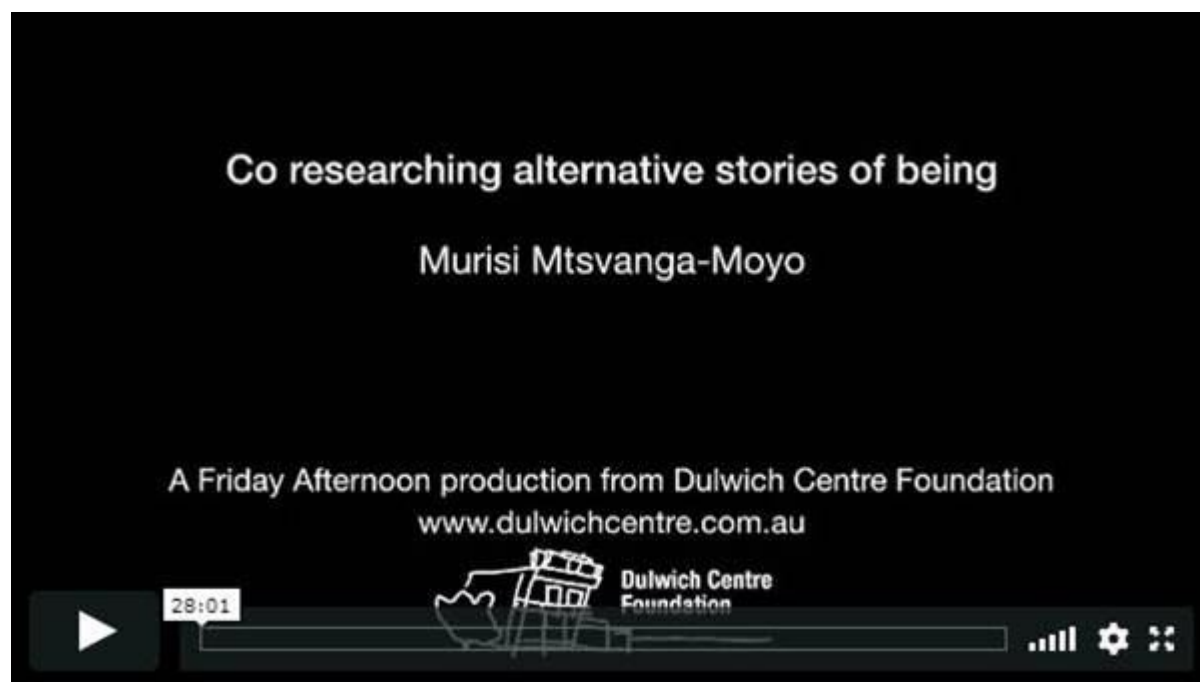 Co researching alternative stories of being
Murisi Mtsvanga-Moyo
A Friday Afternoon production from Dulwich Centre Foundation
www.dulwichcentre.com.au
Dulwich Centre
Foundation
28:01